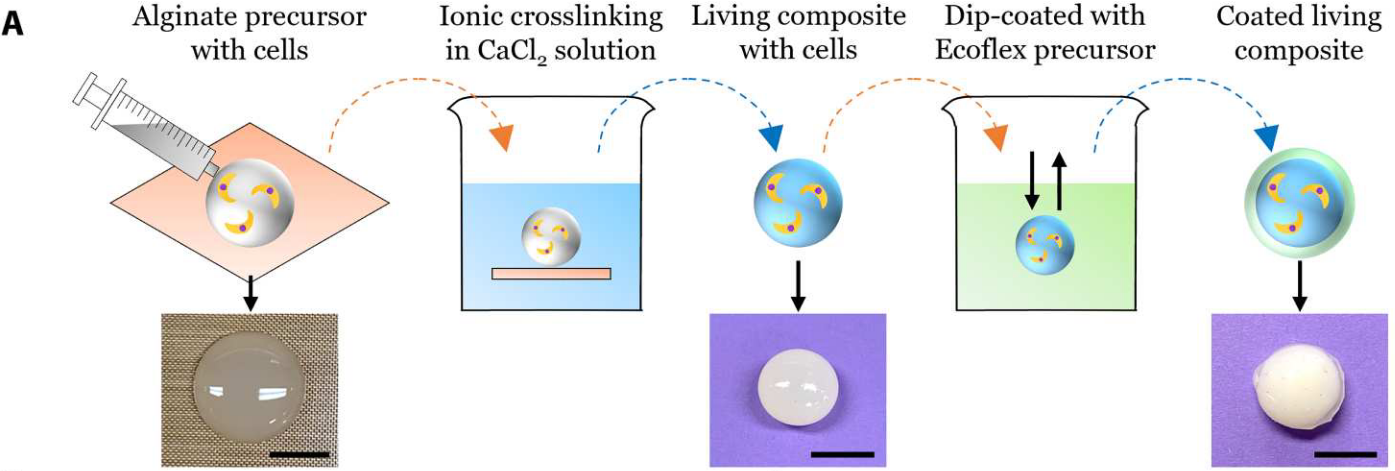 A
Alginate precursor
with cells
Ionic crosslinking
in CaCl₂ solution
Living composite
with cells
Dip-coated with
Ecoflex precursor
Coated living
composite